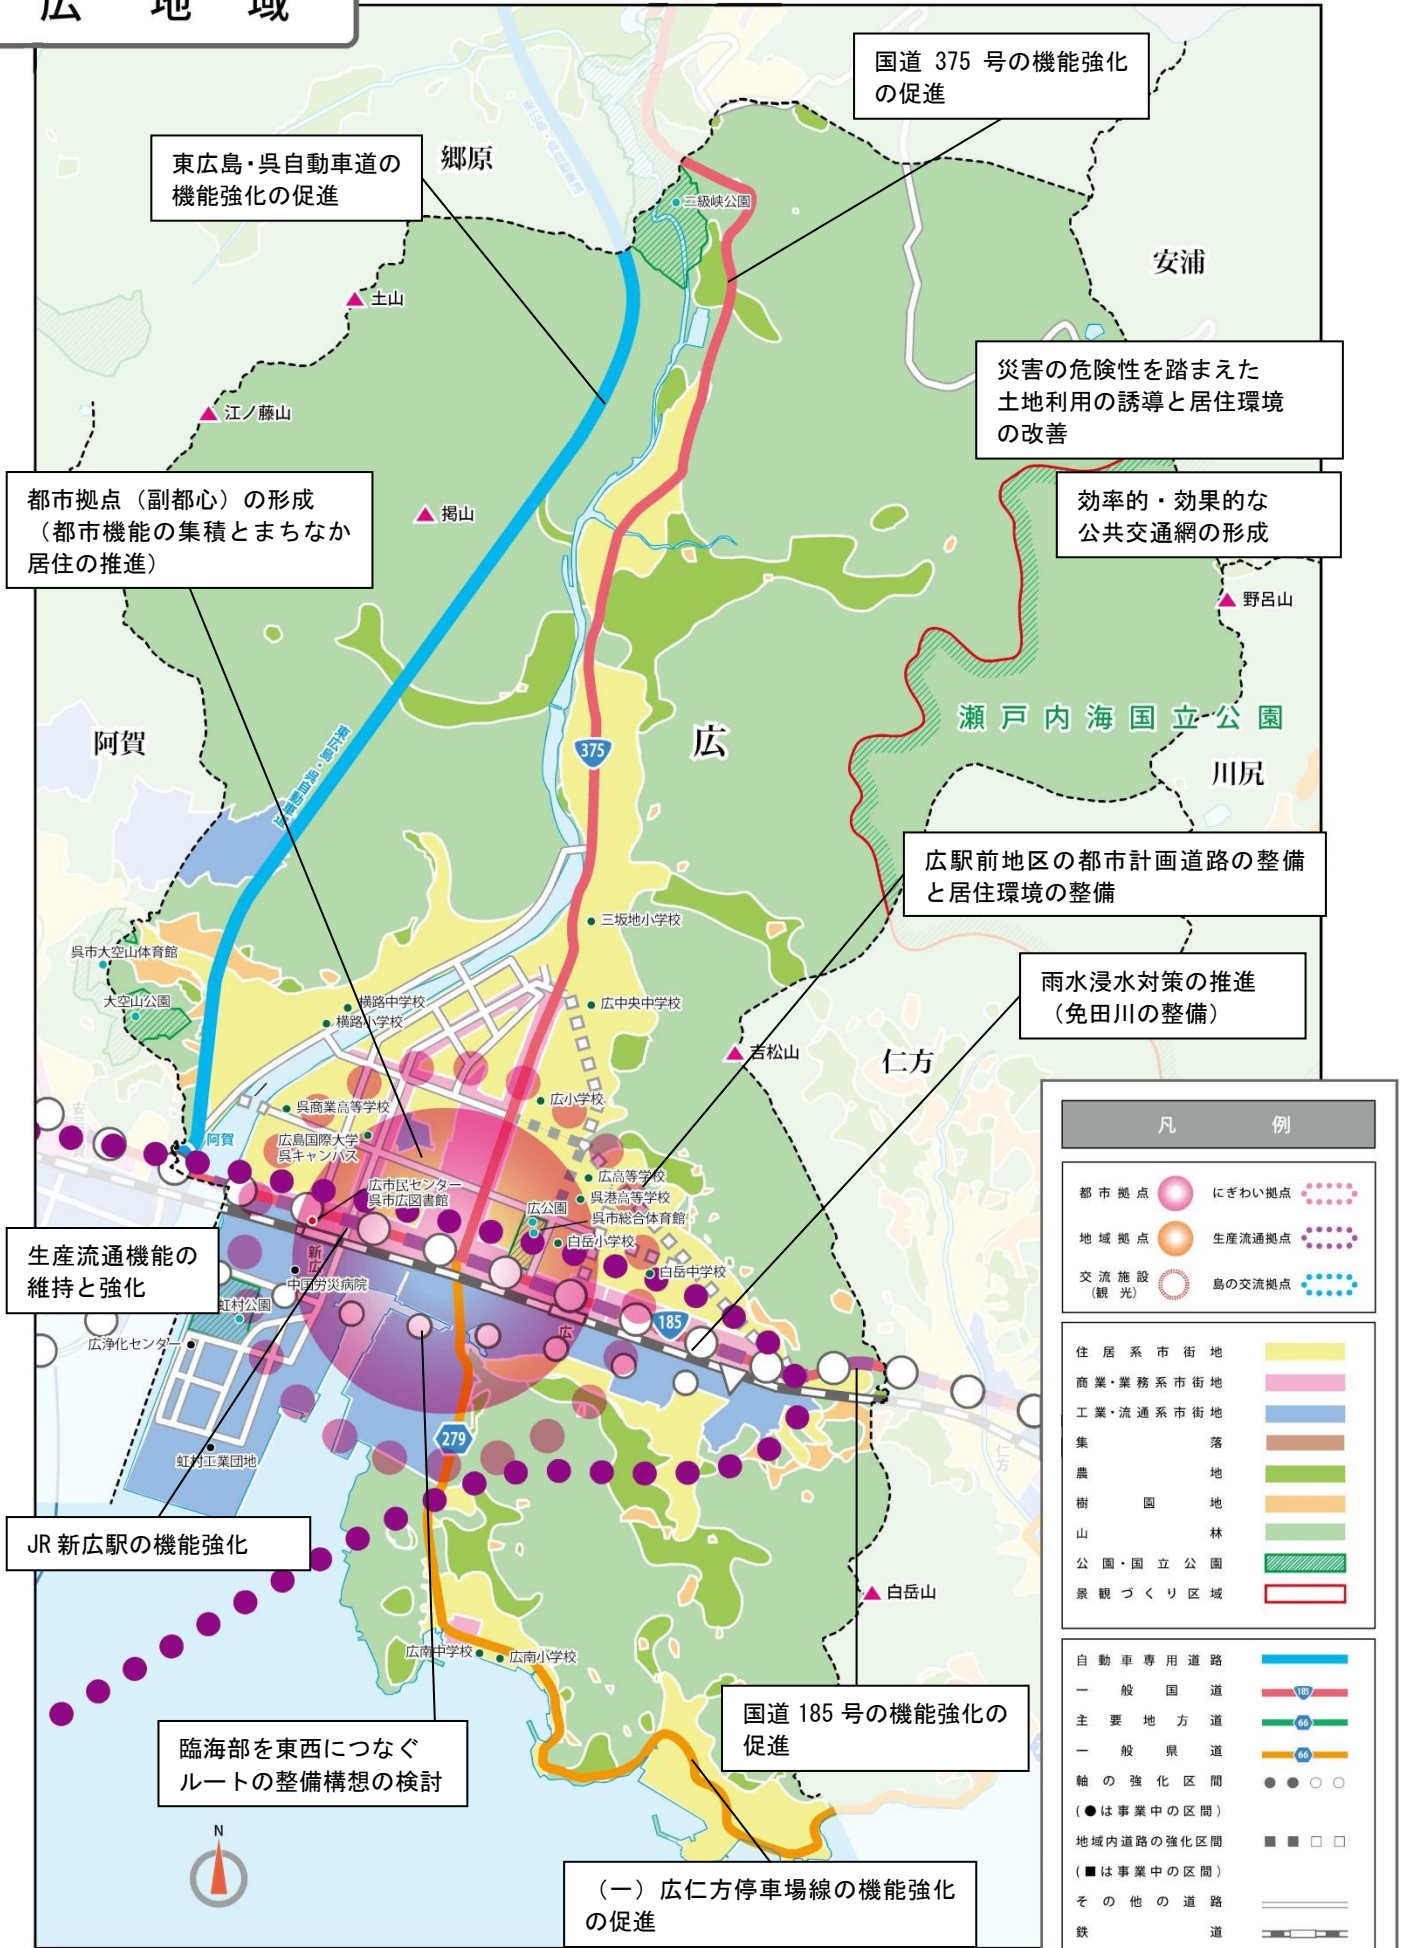 広地域
国道 375 号の機能強化
の促進
東広島・呉自動車道の
機能強化の促進
郷原
二級峡公園
安浦
土山
江ノ藤山
災害の危険性を踏まえた
土地利用の誘導と居住環境
の改善
都市拠点（副都心）の形成
（都市機能の集積とまちなか
居住の推進）
掲山
効率的・効果的な
公共交通網の形成
野呂山
瀬戸内海国立公園
阿賀
東広島・呉自動車道
375
広
川尻
広駅前地区の都市計画道路の整備
と居住環境の整備
三坂地小学校
呉市大空山体育館
大空山公園
横路中学校
横路小学校
広中央中学校
雨水浸水対策の推進
（免田川の整備）
吉松山
仁方
呉商業高等学校
広小学校
安芸阿賀
阿賀
広島国際大学
呉キャンパス
広市民センター
呉市広図書館
広高等学校
呉港高等学校
広公園
呉市総合体育館
白岳小学校
白岳中学校
生産流通機能の
維持と強化
新広
中国労災病院
虹村公園
広浄化センター
広
185
279
仁方
虹村工業団地
JR 新広駅の機能強化
白岳山
広南中学校
広南小学校
国道 185 号の機能強化の
促進
臨海部を東西につなぐ
ルートの整備構想の検討
N
（一）広仁方停車場線の機能強化
の促進
凡例
都市拠点
にぎわい拠点
地域拠点
生産流通拠点
交流施設
(観光)
島の交流拠点
住居系市街地
商業・業務系市街地
工業・流通系市街地
集落
農地
樹園地
山林
公園・国立公園
景観づくり区域
自動車専用道路
一般国道
185
主要地方道
66
一般県道
66
軸の強化区間
(●は事業中の区間)
地域内道路の強化区間
(■は事業中の区間)
その他の道路
鉄道